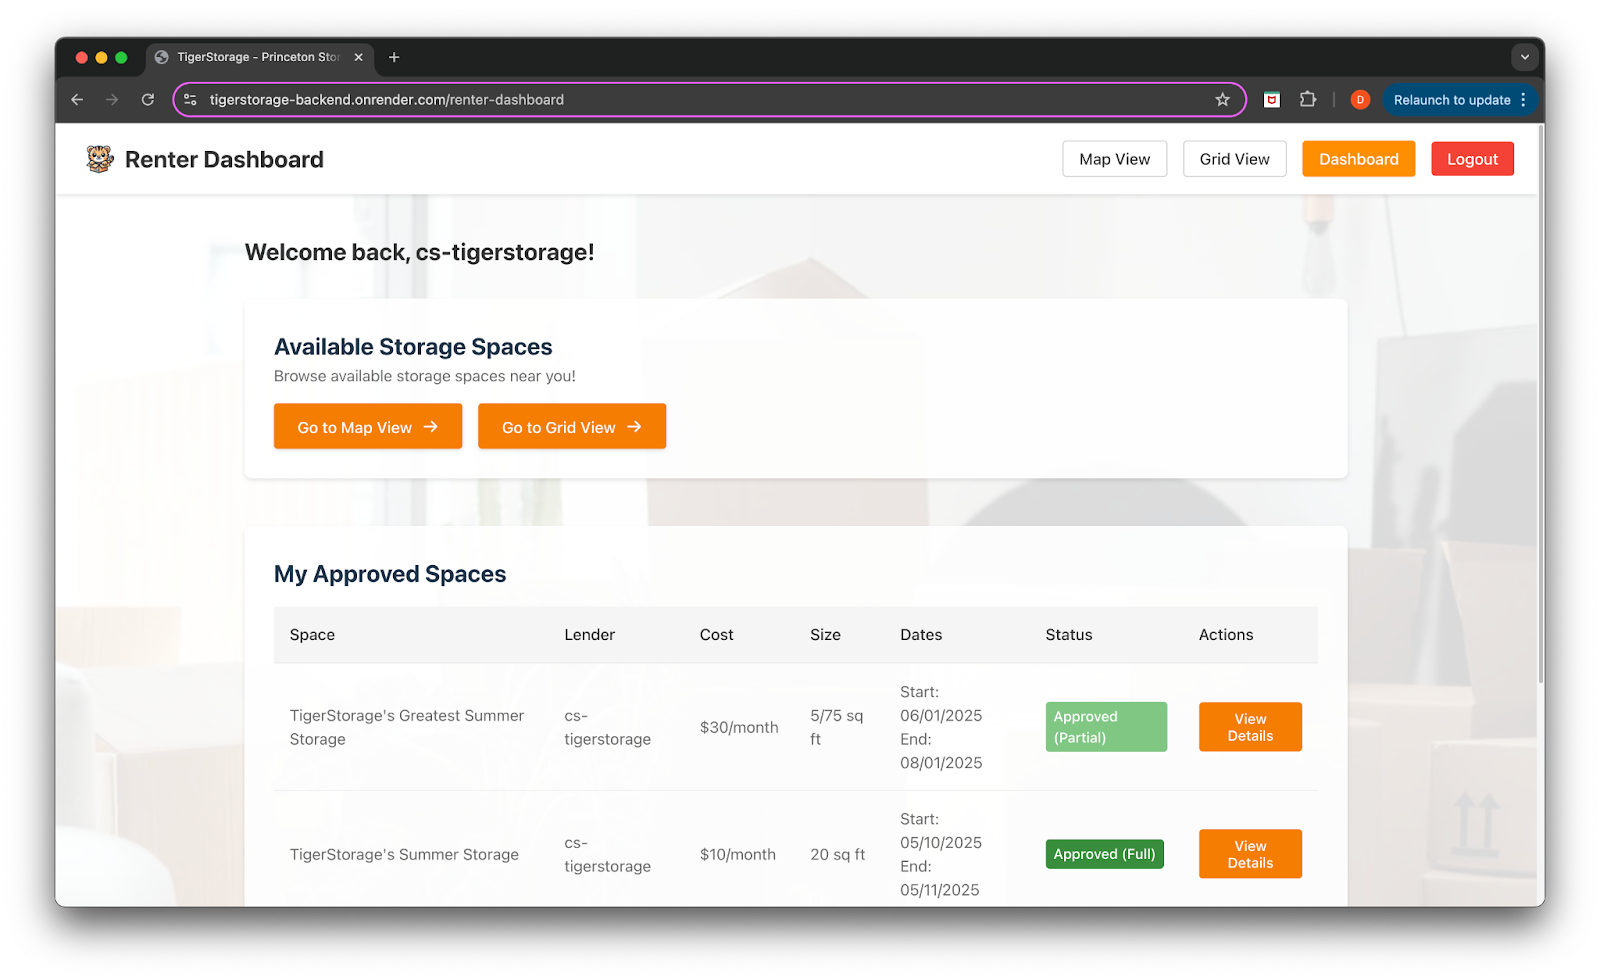 TigerStorage - Princeton Stor
tigerstorage-backend.onrender.com/renter-dashboard
D
Relaunch to update
Renter Dashboard
Map View
Grid View
Dashboard
Logout
Welcome back, cs-tigerstorage!
Available Storage Spaces
Browse available storage spaces near you!
Go to Map View →
Go to Grid View →
My Approved Spaces
Space Lender Cost Size Dates Status Actions
TigerStorage's Greatest Summer
Storage
cs-
tigerstorage
$30/month
5/75 sq
ft
Start:
06/01/2025
End:
08/01/2025
Approved
(Partial)
View
Details
TigerStorage's Summer Storage
cs-
tigerstorage
$10/month
20 sq ft
Start:
05/10/2025
End:
05/11/2025
Approved (Full)
View
Details